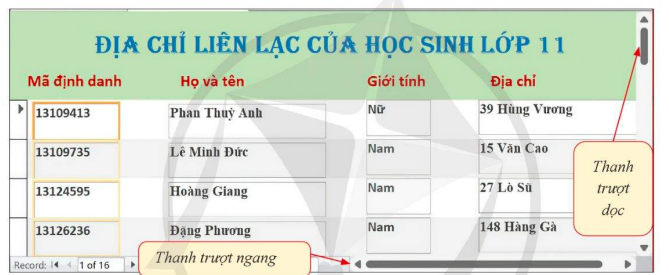 ĐỊA CHỈ LIÊN LẠC CỦA HỌC SINH LỚP 11
Mã định danh Họ và tên Giới tính Địa chỉ
13109413 Phan Thuỳ Anh Nữ 39 Hùng Vương
13109735 Lê Minh Đức Nam 15 Văn Cao
13124595 Hoàng Giang Nam 27 Lò Sũ
13126236 Đặng Phương Nam 148 Hàng Gà
Thanh
trượt
dọc
Record: 1 of 16
Thanh trượt ngang